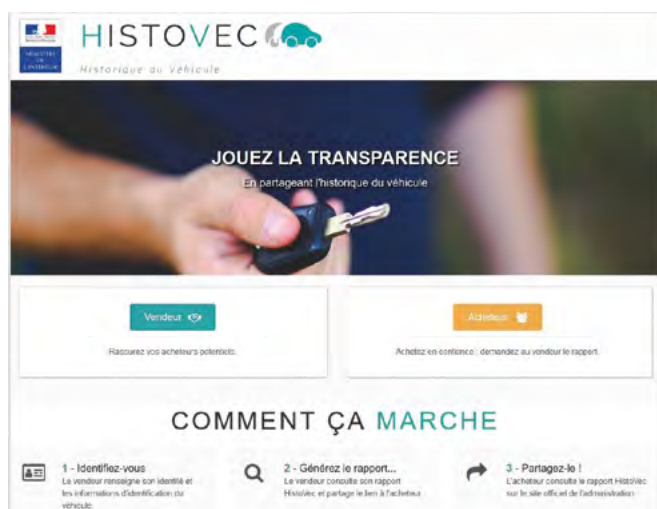 MINISTÈRE
DE
L'INTÉRIEUR
HISTOVEC
Historique du Véhicule
JOUEZ LA TRANSPARENCE
En partageant l'historique du véhicule
Vendeur
Rassurez vos acheteurs potentiels.
Acheteur
Achetez en confiance : demandez au vendeur le rapport.
COMMENT ÇA MARCHE
1 - Identifiez-vous
Le vendeur renseigne son identité et
les informations d'identification du
véhicule.
2 - Générez le rapport...
Le vendeur consulte son rapport
HistoVec et partage le lien à l'acheteur
3 - Partagez-le !
L'acheteur consulte le rapport HistoVec
sur le site officiel de l'administration